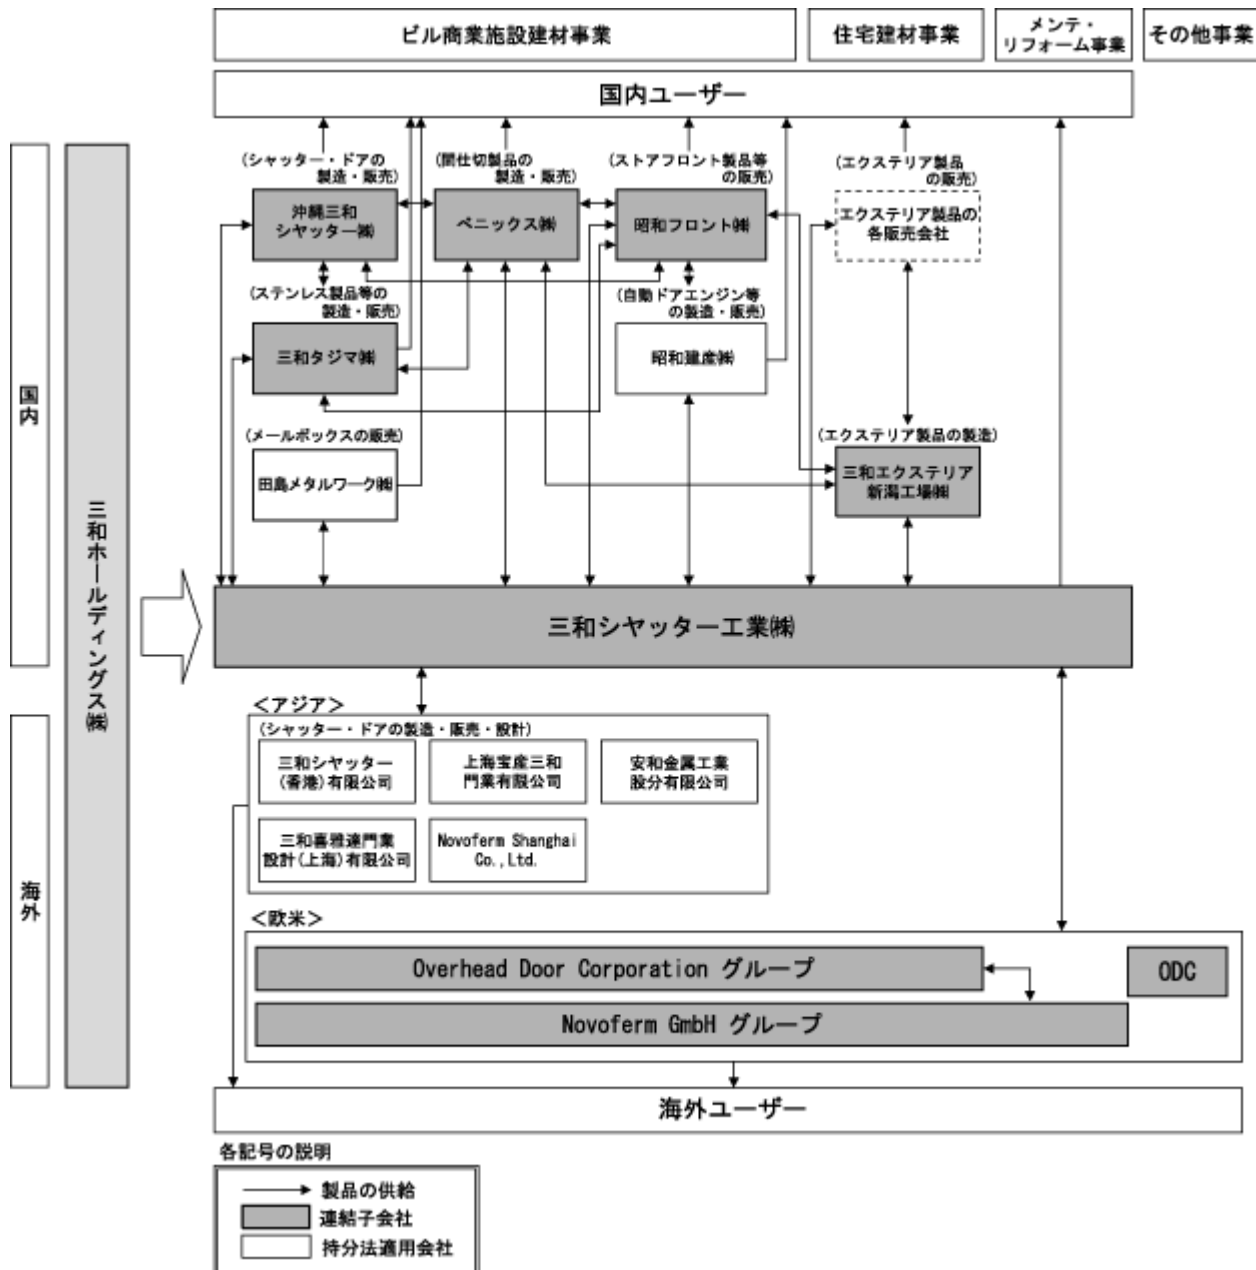 ビル商業施設建材事業
住宅建材事業
メンテ・
リフォーム事業
その他事業
国内ユーザー
国内
海外
三和ホールディングス㈱
(シャッター・ドアの
製造・販売)
沖縄三和
シヤッター㈱
(間仕切製品の
製造・販売)
ベニックス㈱
(ストアフロント製品等
の販売)
昭和フロント㈱
(エクステリア製品
の販売)
エクステリア製品の
各販売会社
(ステンレス製品等の
製造・販売)
三和タジマ㈱
(自動ドアエンジン等
の製造・販売)
昭和建産㈱
(メールボックスの販売)
田島メタルワーク㈱
(エクステリア製品の製造)
三和エクステリア
新潟工場㈱
三和シヤッター工業㈱
<アジア>
(シャッター・ドアの製造・販売・設計)
三和シヤッター
(香港)有限公司
上海宝産三和
門業有限公司
安和金属工業
股分有限公司
三和喜雅達門業
設計(上海)有限公司
Novoferm Shanghai
Co.,Ltd.
<欧米>
Overhead Door Corporation グループ
ODC
Novoferm GmbH グループ
海外ユーザー
各記号の説明
製品の供給
連結子会社
持分法適用会社